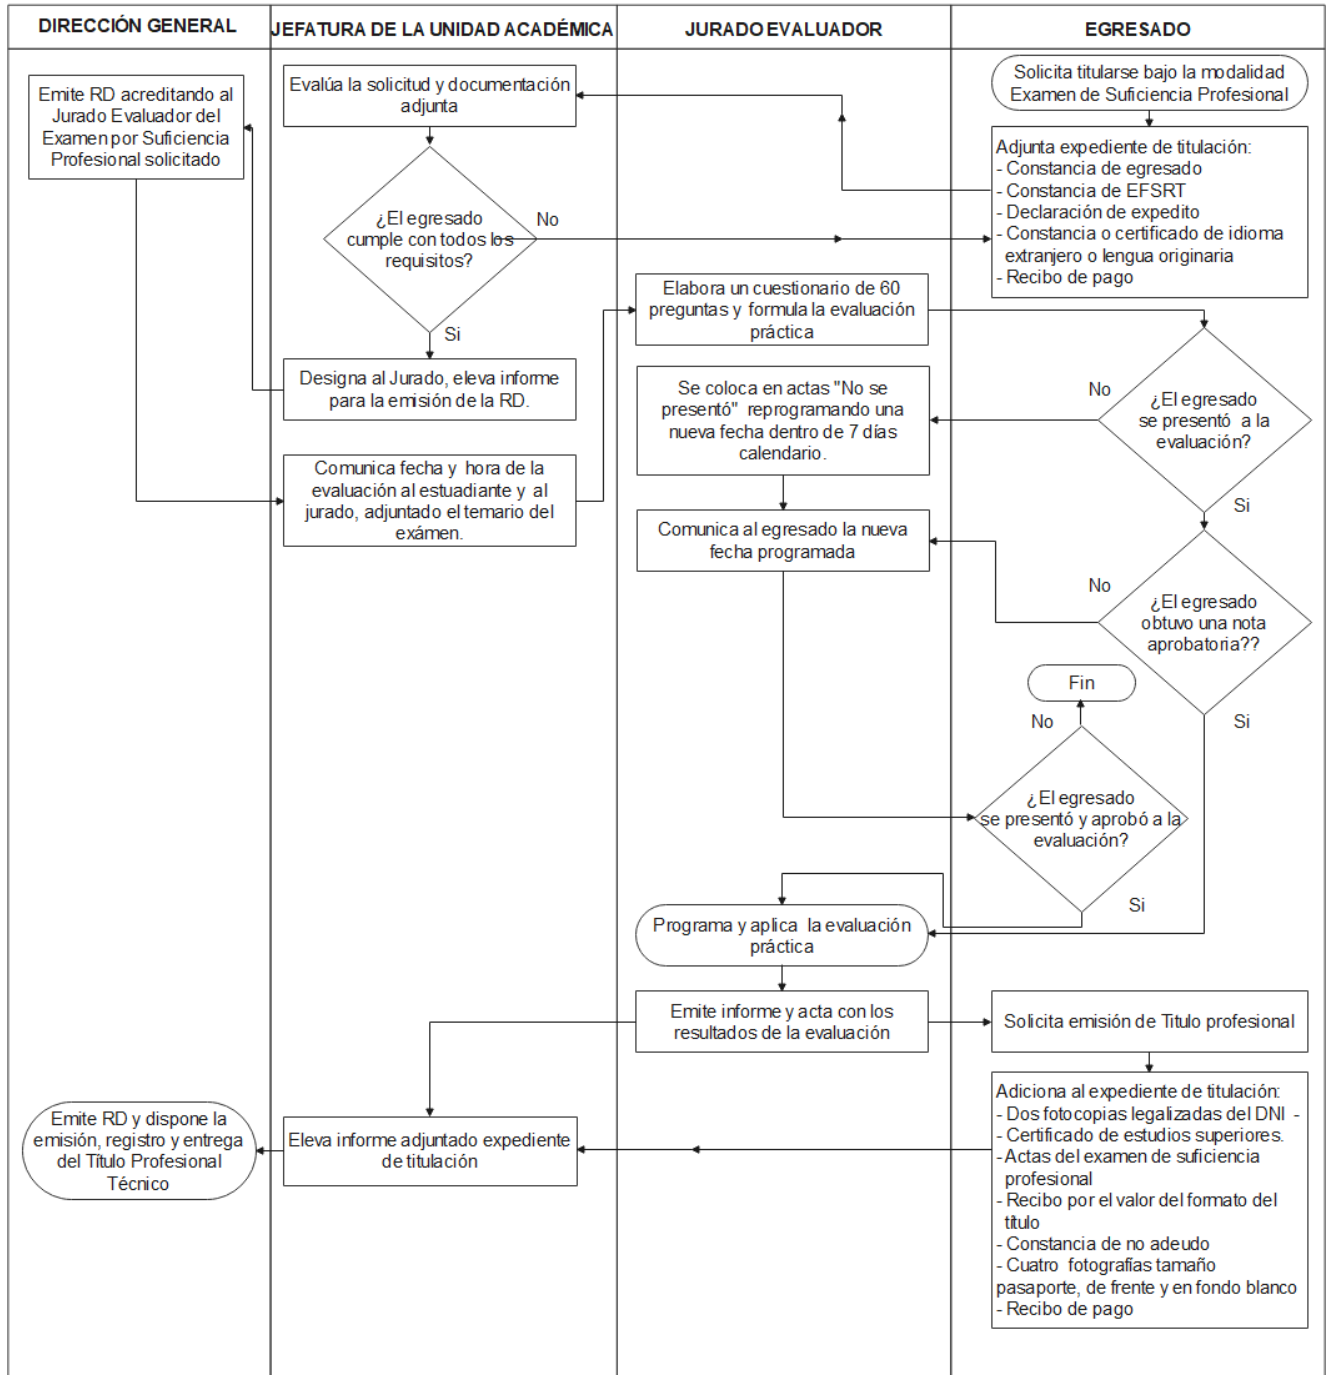 DIRECCIÓN GENERAL
JEFATURA DE LA UNIDAD ACADÉMICA
JURADO EVALUADOR
EGRESADO
Emite RD acreditando al
Jurado Evaluador del
Examen por Suficiencia
Profesional solicitado
Evalúa la solicitud y documentación
adjunta
Solicita titularse bajo la modalidad
Examen de Suficiencia Profesional
Adjunta expediente de titulación:
- Constancia de egresado
- Constancia de EFSRT
- Declaración de expedito
- Constancia o certificado de idioma
extranjero o lengua originaria
- Recibo de pago
¿El egresado
cumple con todos los
requisitos?
No
Si
Designa al Jurado, eleva informe
para la emisión de la RD.
Comunica fecha y hora de la
evaluación al estuadiante y al
jurado, adjuntado el temario del
exámen.
Elabora un cuestionario de 60
preguntas y formula la evaluación
práctica
¿El egresado
se presentó a la
evaluación?
No
Si
Se coloca en actas "No se
presentó" reprogramando una
nueva fecha dentro de 7 días
calendario.
Comunica al egresado la nueva
fecha programada
¿El egresado
obtuvo una nota
aprobatoria??
No
Si
Fin
No
¿El egresado
se presentó y aprobó a la
evaluación?
Si
Programa y aplica la evaluación
práctica
Emite informe y acta con los
resultados de la evaluación
Solicita emisión de Titulo profesional
Adiciona al expediente de titulación:
- Dos fotocopias legalizadas del DNI -
- Certificado de estudios superiores.
- Actas del examen de suficiencia
profesional
- Recibo por el valor del formato del
título
- Constancia de no adeudo
- Cuatro fotografías tamaño
pasaporte, de frente y en fondo blanco
- Recibo de pago
Eleva informe adjuntado expediente
de titulación
Emite RD y dispone la
emisión, registro y entrega
del Título Profesional
Técnico